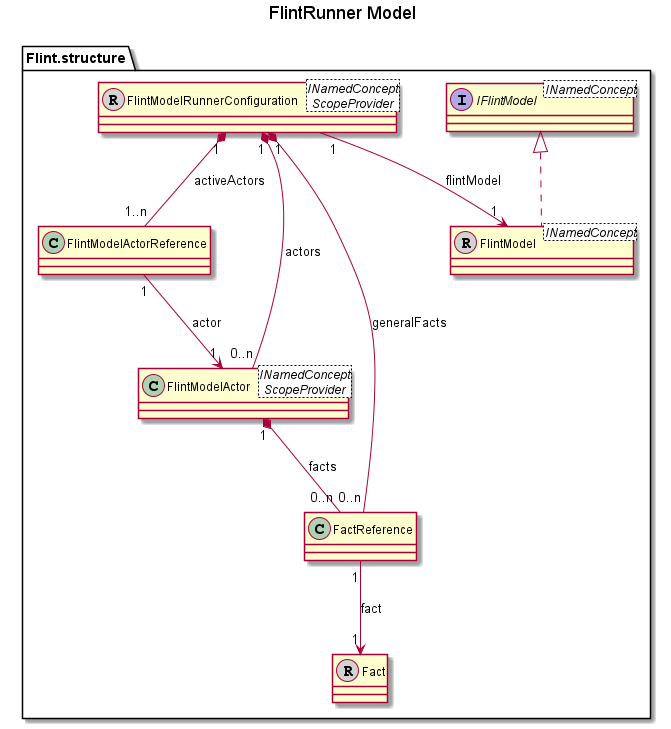 FlintRunner Model
Flint.structure
R FlintModelRunnerConfiguration
INamedConcept
ScopeProvider
I IFlintModel
INamedConcept
1 1 1 1
activeActors
flintModel
1..n
1
C FlintModelActorReference
R FlintModel
INamedConcept
actors
1
actor
generalFacts
1 0..n
C FlintModelActor
INamedConcept
ScopeProvider
1
facts
0..n 0..n
C FactReference
1
fact
1
R Fact